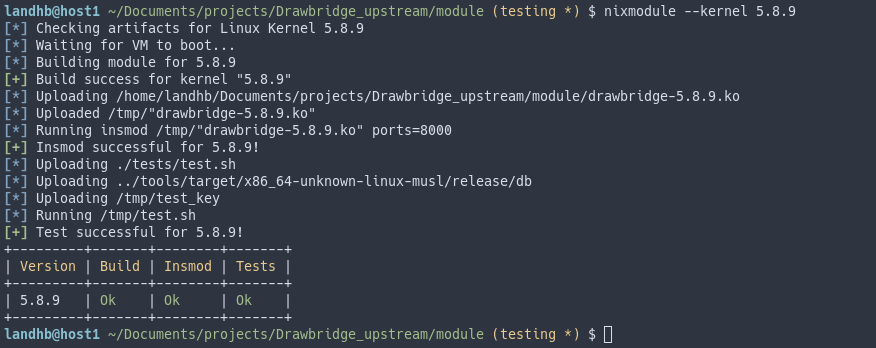 landhb@host1 ~/Documents/projects/Drawbridge_upstream/module (testing *) $ nixmodule --kernel 5.8.9
[*] Checking artifacts for Linux Kernel 5.8.9
[*] Waiting for VM to boot...
[*] Building module for 5.8.9
[+] Build success for kernel "5.8.9"
[*] Uploading /home/landhb/Documents/projects/Drawbridge_upstream/module/drawbridge-5.8.9.ko
[*] Uploaded /tmp/"drawbridge-5.8.9.ko"
[*] Running insmod /tmp/"drawbridge-5.8.9.ko" ports=8000
[+] Insmod successful for 5.8.9!
[*] Uploading ./tests/test.sh
[*] Uploading ../tools/target/x86_64-unknown-linux-musl/release/db
[*] Uploading /tmp/test_key
[*] Running /tmp/test.sh
[+] Test successful for 5.8.9!
+---------+-------+--------+-------+
| Version | Build | Insmod | Tests |
+---------+-------+--------+-------+
| 5.8.9   | Ok    | Ok     | Ok    |
+---------+-------+--------+-------+
landhb@host1 ~/Documents/projects/Drawbridge_upstream/module (testing *) $